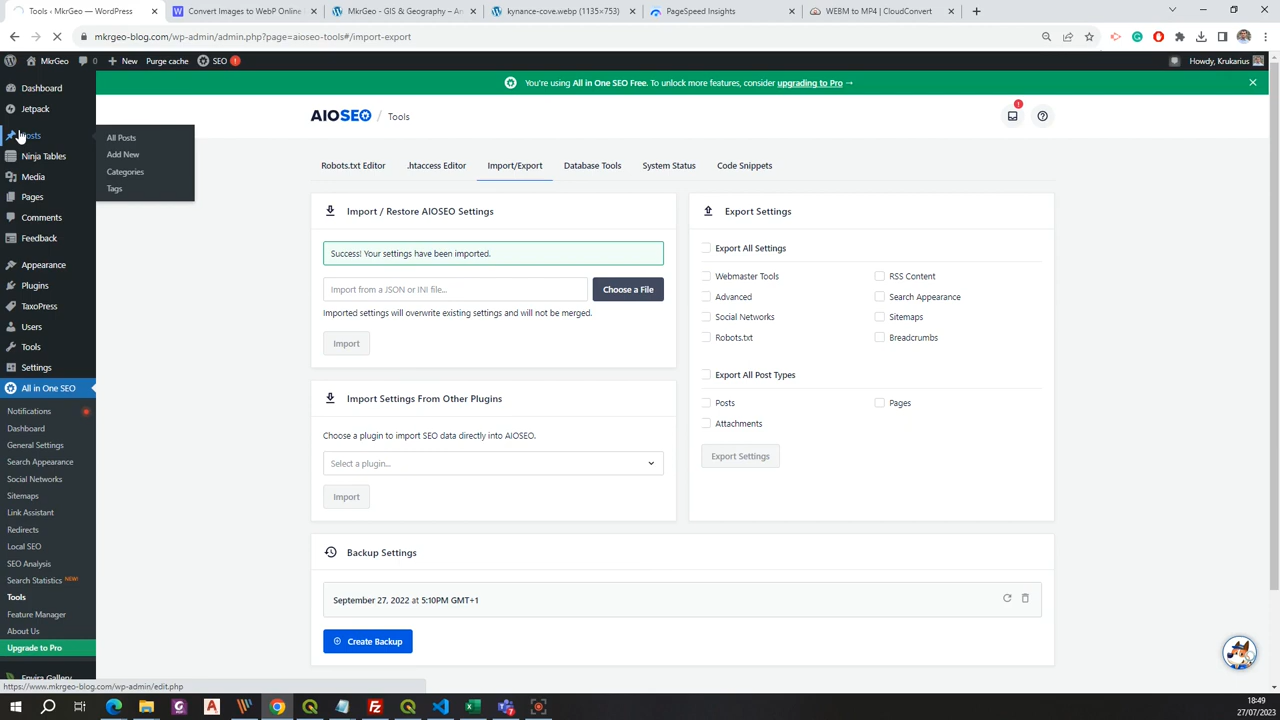 Tools ‹ MkrGeo — WordPress
Convert Images to WebP Online
MkrGeo - GIS & Geography – An
kynance-cove.webp (1135×753)
PageSpeed Insights
WEBM to MP4 | CloudConvert
mkrgeo-blog.com/wp-admin/admin.php?page=aioseo-tools#/import-export
MkrGeo
0
New
Purge cache
SEO
1
Howdy, Krukarius
You're using All in One SEO Free. To unlock more features, consider upgrading to Pro →
Dashboard
Jetpack
Posts
Ninja Tables
Media
Pages
Comments
Feedback
Appearance
Plugins
TaxoPress
Users
Tools
Settings
All in One SEO
Notifications
Dashboard
General Settings
Search Appearance
Social Networks
Sitemaps
Link Assistant
Redirects
Local SEO
SEO Analysis
Search Statistics NEW!
Tools
Feature Manager
About Us
Upgrade to Pro
Envira Gallery
All Posts
Add New
Categories
Tags
AIOSEO / Tools
1
Robots.txt Editor
.htaccess Editor
Import/Export
Database Tools
System Status
Code Snippets
Import / Restore AIOSEO Settings
Success! Your settings have been imported.
Import from a JSON or INI file...
Choose a File
Imported settings will overwrite existing settings and will not be merged.
Import
Import Settings From Other Plugins
Choose a plugin to import SEO data directly into AIOSEO.
Select a plugin...
Import
Export Settings
Export All Settings
Webmaster Tools
RSS Content
Advanced
Search Appearance
Social Networks
Sitemaps
Robots.txt
Breadcrumbs
Export All Post Types
Posts
Pages
Attachments
Export Settings
Backup Settings
September 27, 2022 at 5:10PM GMT+1
Create Backup
https://www.mkrgeo-blog.com/wp-admin/edit.php
18:49
27/07/2023